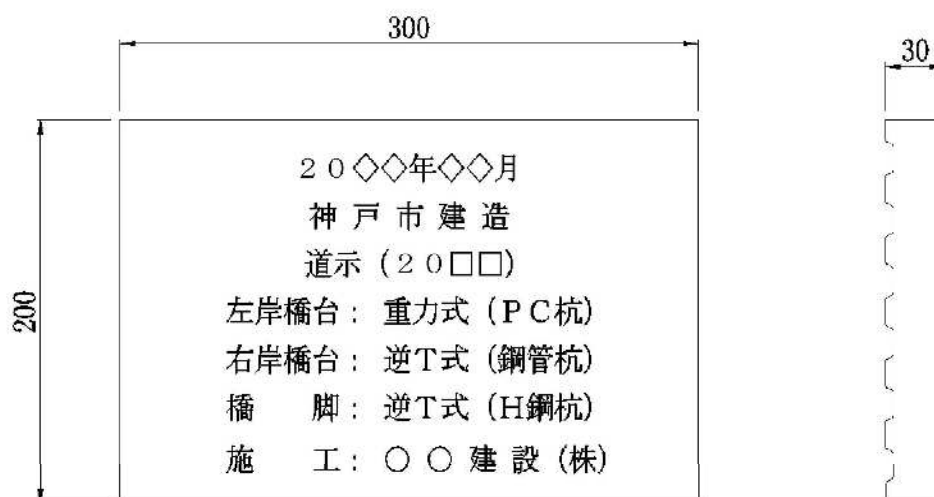 300
30
200
２０◇◇年◇◇月
神戸市建造
道示（２０□□）
左岸橋台： 重力式（ＰＣ杭）
右岸橋台： 逆Ｔ式（鋼管杭）
橋　脚： 逆Ｔ式（Ｈ鋼杭）
施　工： ○○建設（株）